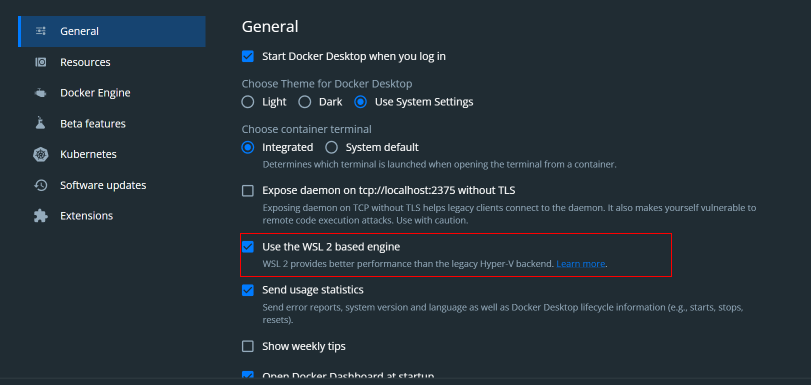 General
General
Start Docker Desktop when you log in
Resources
Choose Theme for Docker Desktop
Docker Engine
Light Dark Use System Settings
Beta features
Choose container terminal
Kubernetes
Integrated System default
Determines which terminal is launched when opening the terminal from a container.
Software updates
Expose daemon on tcp://localhost:2375 without TLS
Extensions
Exposing daemon on TCP without TLS helps legacy clients connect to the daemon. It also makes yourself vulnerable to
remote code execution attacks. Use with caution.
Use the WSL 2 based engine
WSL 2 provides better performance than the legacy Hyper-V backend. Learn more.
Send usage statistics
Send error reports, system version and language as well as Docker Desktop lifecycle information (e.g., starts, stops,
resets).
Show weekly tips
Open Docker Dashboard at startup